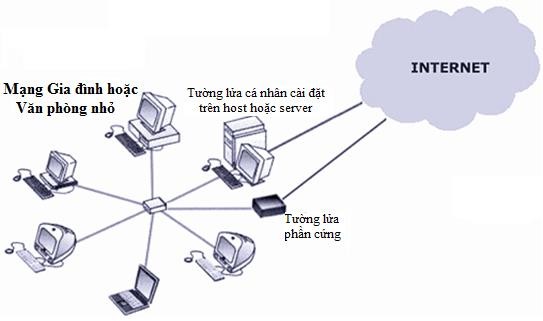 Mạng Gia đình hoặc
Văn phòng nhỏ
Tường lửa cá nhân cài đặt
trên host hoặc server
INTERNET
Tường lửa
phần cứng